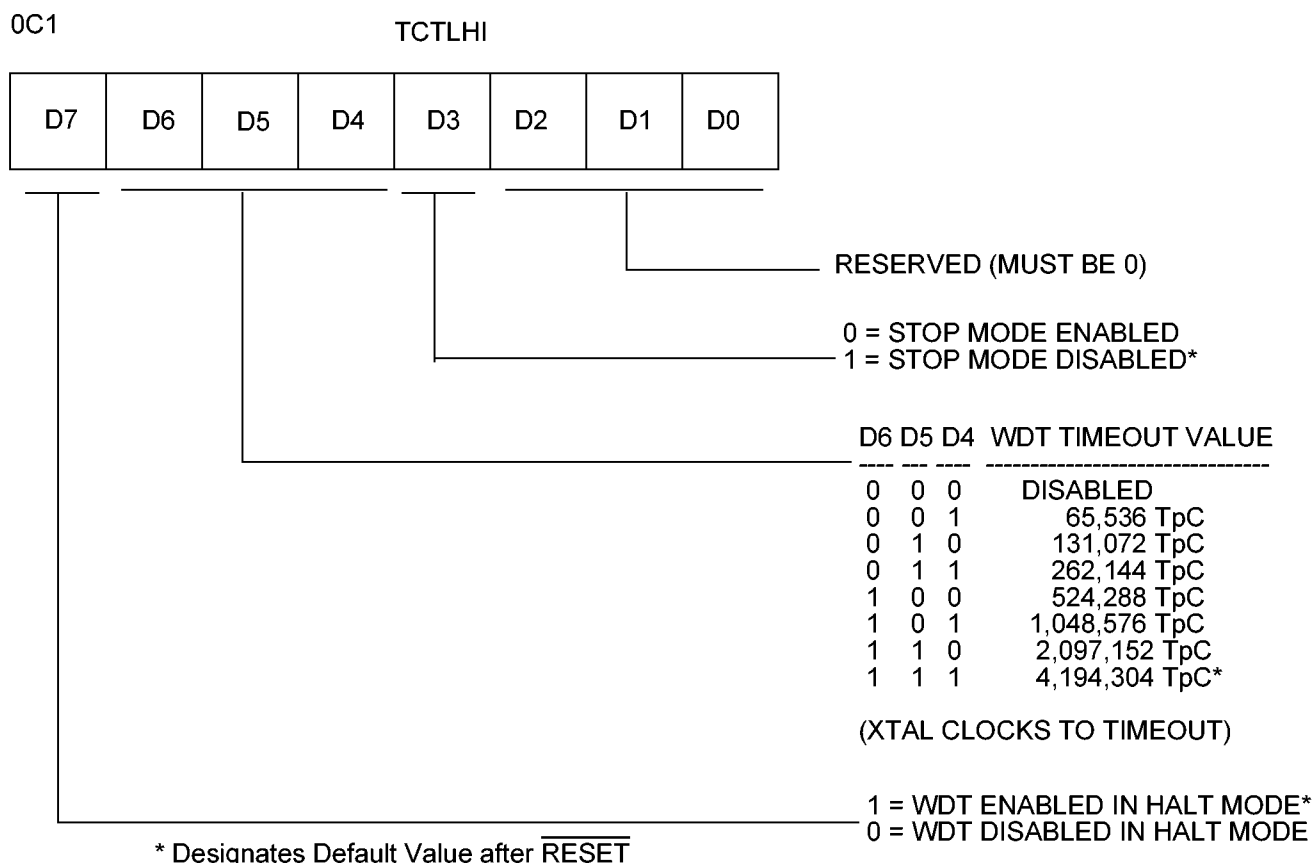 0C1
TCTLHI
D7 D6 D5 D4 D3 D2 D1 D0
RESERVED (MUST BE 0)
0 = STOP MODE ENABLED
1 = STOP MODE DISABLED*
D6 D5 D4 WDT TIMEOUT VALUE
---- --- ---- --------------------------------
0 0 0 DISABLED
0 0 1 65,536 TpC
0 1 0 131,072 TpC
0 1 1 262,144 TpC
1 0 0 524,288 TpC
1 0 1 1,048,576 TpC
1 1 0 2,097,152 TpC
1 1 1 4,194,304 TpC*
(XTAL CLOCKS TO TIMEOUT)
1 = WDT ENABLED IN HALT MODE*
0 = WDT DISABLED IN HALT MODE
* Designates Default Value after RESET